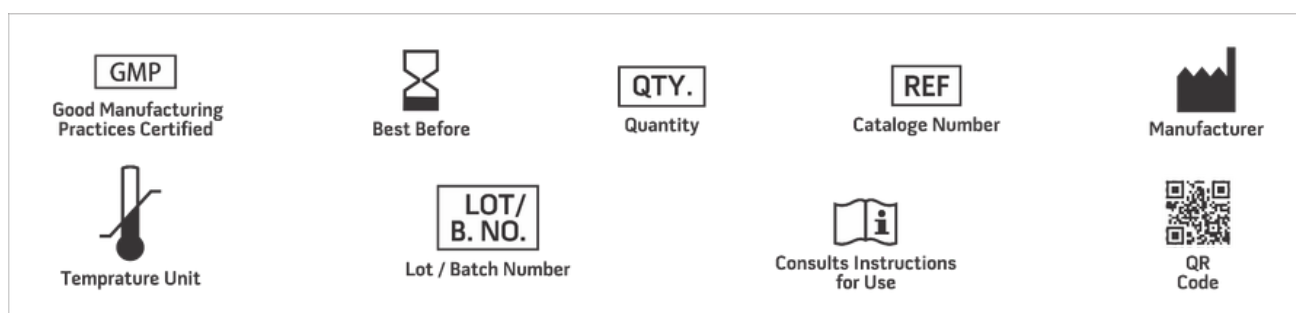 GMP
Good Manufacturing
Practices Certified
Best Before
QTY.
Quantity
REF
Cataloge Number
Manufacturer
Temprature Unit
LOT/
B. NO.
Lot / Batch Number
i
Consults Instructions
for Use
QR
Code